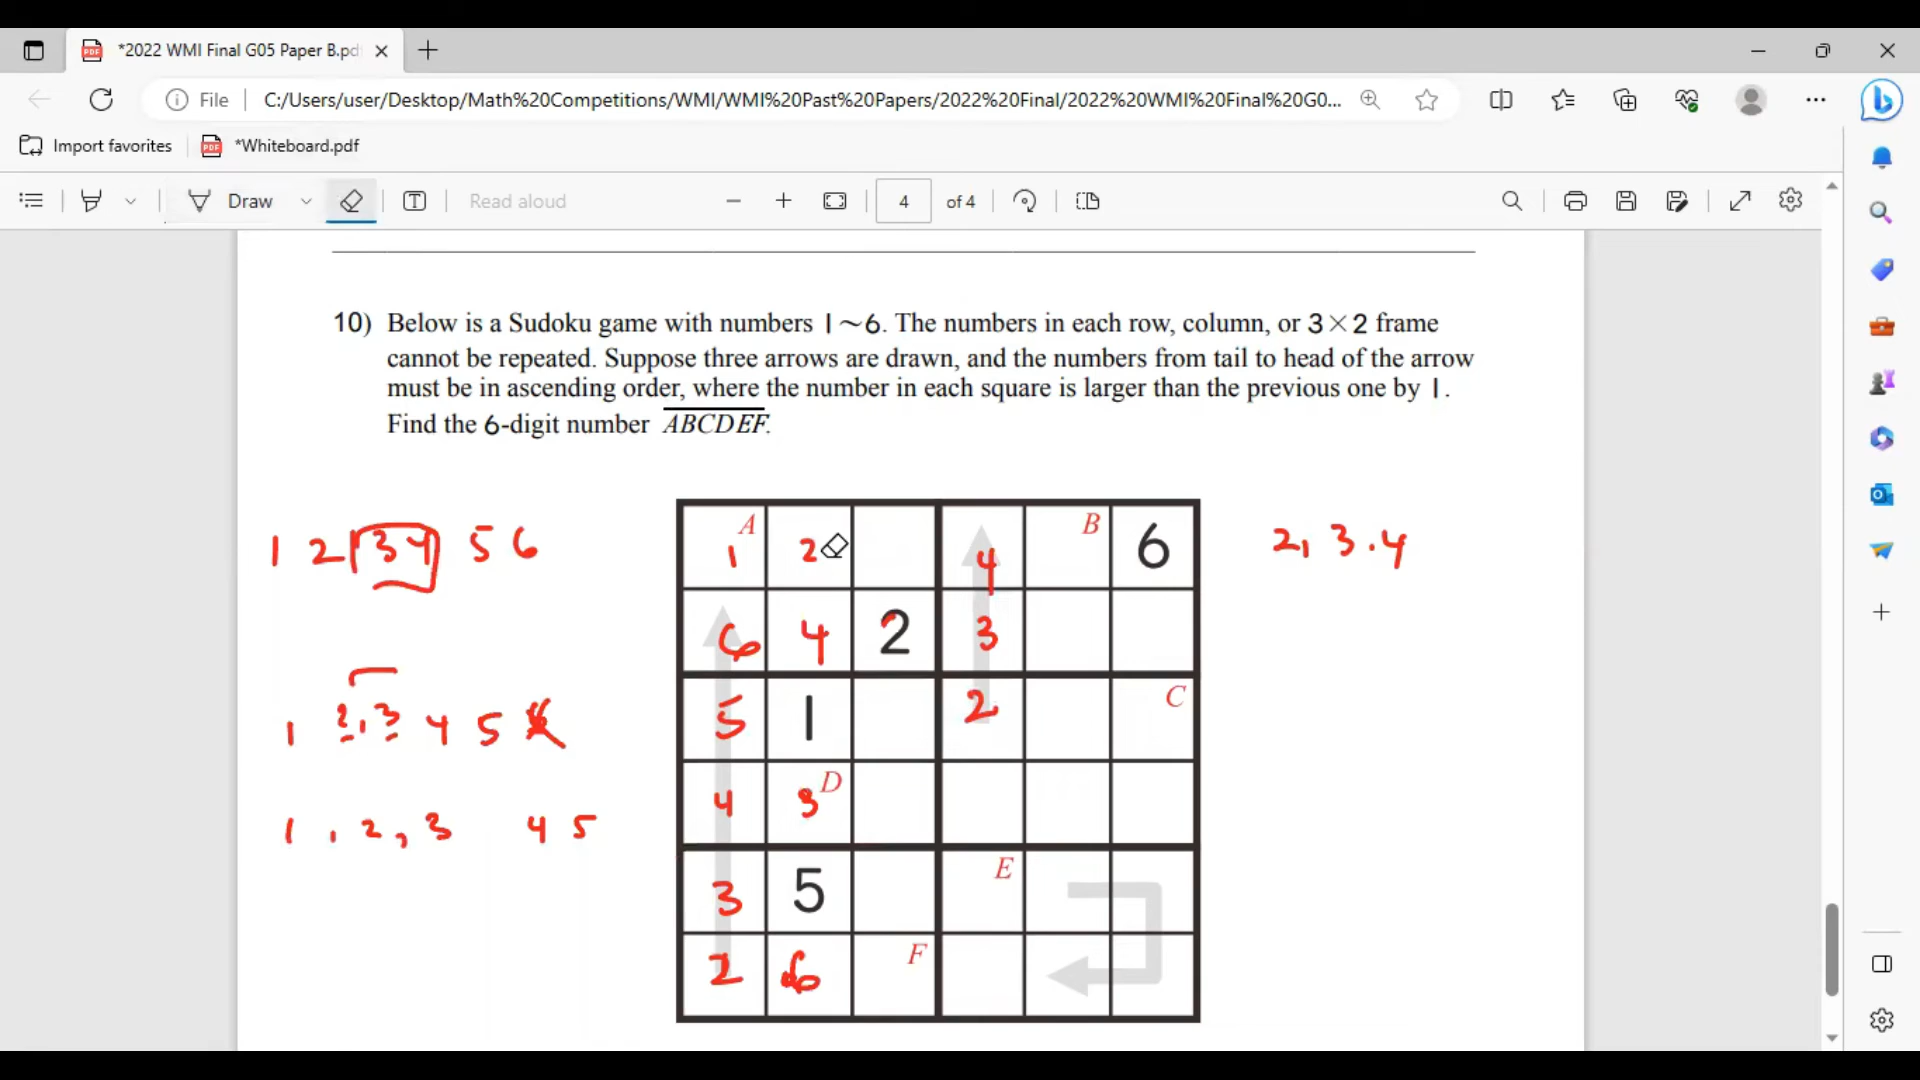 *2022 WMI Final G05 Paper B.pdf
File C:/Users/user/Desktop/Math%20Competitions/WMI/WMI%20Past%20Papers/2022%20Final/2022%20WMI%20Final%20G0...
Import favorites *Whiteboard.pdf
Draw Read aloud 4 of 4
10) Below is a Sudoku game with numbers 1～6. The numbers in each row, column, or 3×2 frame
cannot be repeated. Suppose three arrows are drawn, and the numbers from tail to head of the arrow
must be in ascending order, where the number in each square is larger than the previous one by 1.
Find the 6-digit number ABCDEF.
1 2 3 4 5 6
A 1 2 4 B 6
2, 3. 4
6 4 2 3
1 2, 3 4 5
5 1 2 C
4 3 D
1, 2, 3 4 5
3 5 E
2 6 F